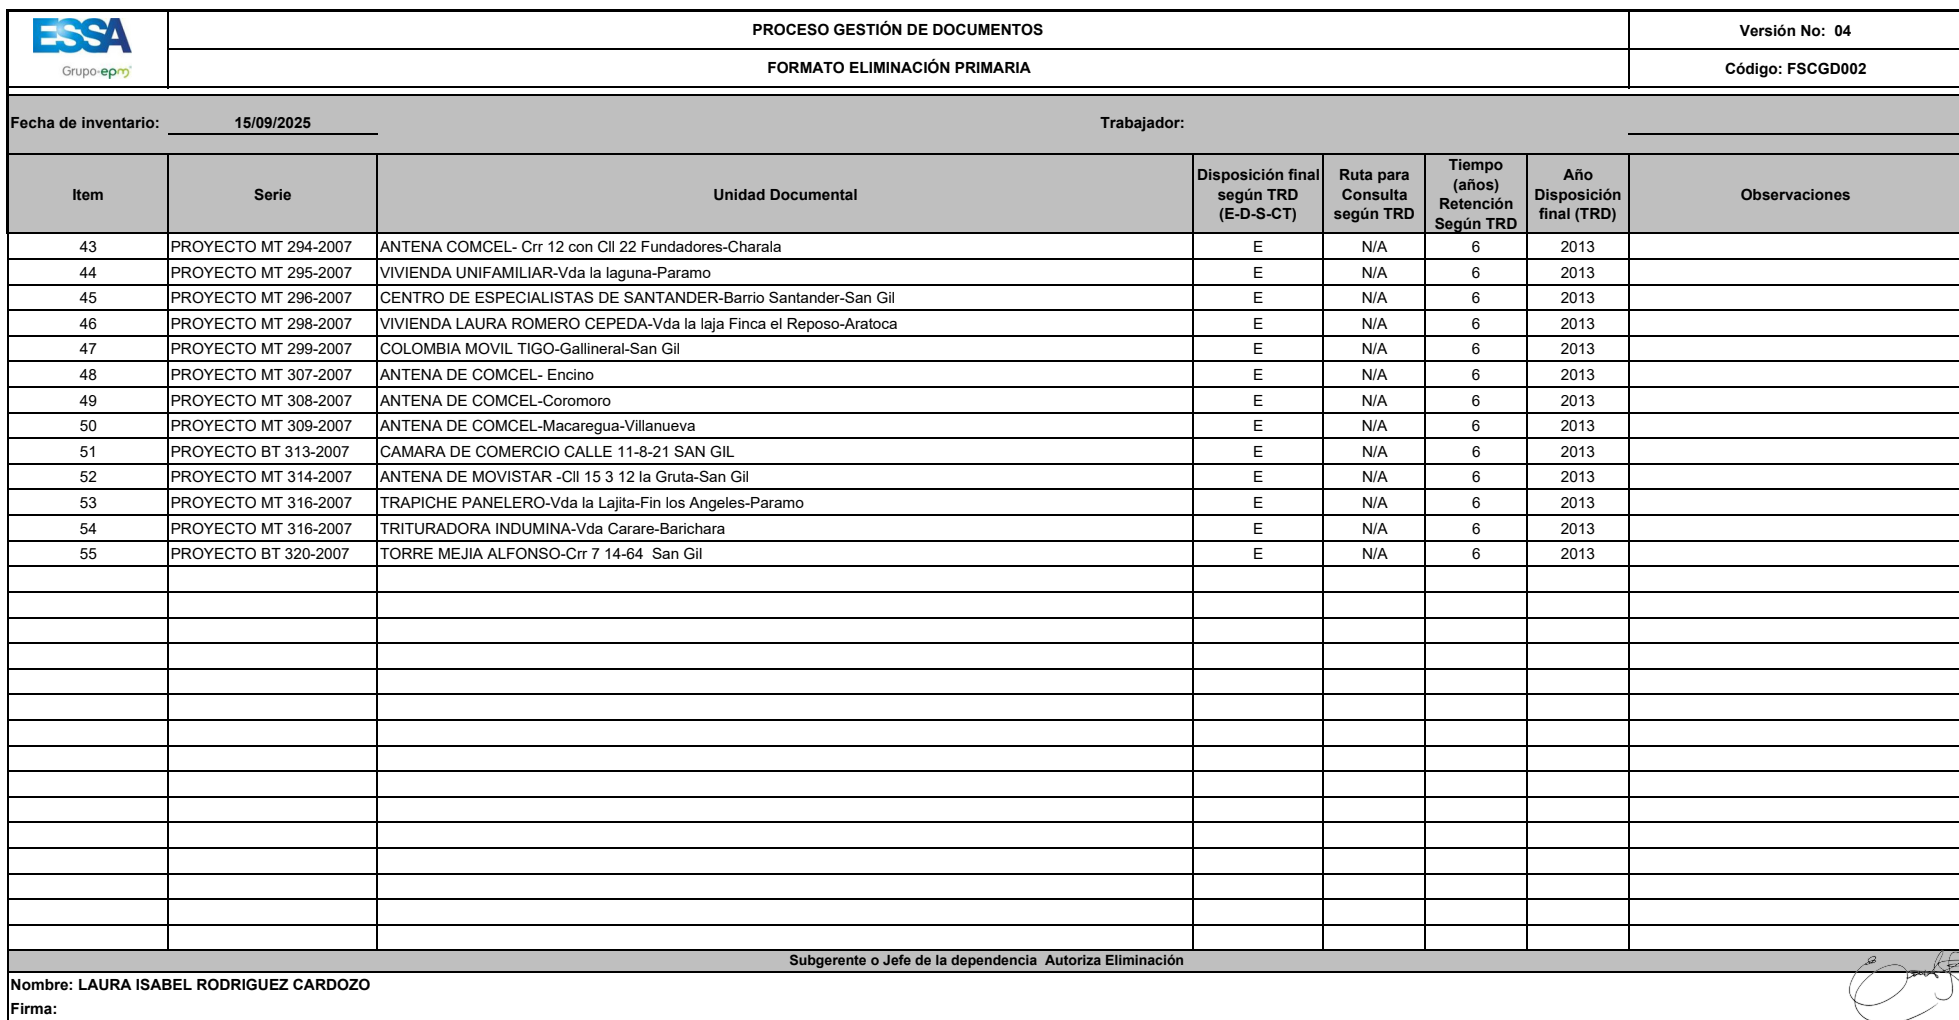 ESSA
Grupo·epm®
PROCESO GESTIÓN DE DOCUMENTOS
Versión No: 04
FORMATO ELIMINACIÓN PRIMARIA
Código: FSCGD002
Fecha de inventario: 15/09/2025 Trabajador:
Item Serie Unidad Documental Disposición final según TRD (E-D-S-CT) Ruta para Consulta según TRD Tiempo (años) Retención Según TRD Año Disposición final (TRD) Observaciones
43 PROYECTO MT 294-2007 ANTENA COMCEL- Crr 12 con Cll 22 Fundadores-Charala E N/A 6 2013
44 PROYECTO MT 295-2007 VIVIENDA UNIFAMILIAR-Vda la laguna-Paramo E N/A 6 2013
45 PROYECTO MT 296-2007 CENTRO DE ESPECIALISTAS DE SANTANDER-Barrio Santander-San Gil E N/A 6 2013
46 PROYECTO MT 298-2007 VIVIENDA LAURA ROMERO CEPEDA-Vda la laja Finca el Reposo-Aratoca E N/A 6 2013
47 PROYECTO MT 299-2007 COLOMBIA MOVIL TIGO-Gallineral-San Gil E N/A 6 2013
48 PROYECTO MT 307-2007 ANTENA DE COMCEL- Encino E N/A 6 2013
49 PROYECTO MT 308-2007 ANTENA DE COMCEL-Coromoro E N/A 6 2013
50 PROYECTO MT 309-2007 ANTENA DE COMCEL-Macaregua-Villanueva E N/A 6 2013
51 PROYECTO BT 313-2007 CAMARA DE COMERCIO CALLE 11-8-21 SAN GIL E N/A 6 2013
52 PROYECTO MT 314-2007 ANTENA DE MOVISTAR -Cll 15 3 12 la Gruta-San Gil E N/A 6 2013
53 PROYECTO MT 316-2007 TRAPICHE PANELERO-Vda la Lajita-Fin los Angeles-Paramo E N/A 6 2013
54 PROYECTO MT 316-2007 TRITURADORA INDUMINA-Vda Carare-Barichara E N/A 6 2013
55 PROYECTO BT 320-2007 TORRE MEJIA ALFONSO-Crr 7 14-64 San Gil E N/A 6 2013
Subgerente o Jefe de la dependencia Autoriza Eliminación
Nombre: LAURA ISABEL RODRIGUEZ CARDOZO
Firma: